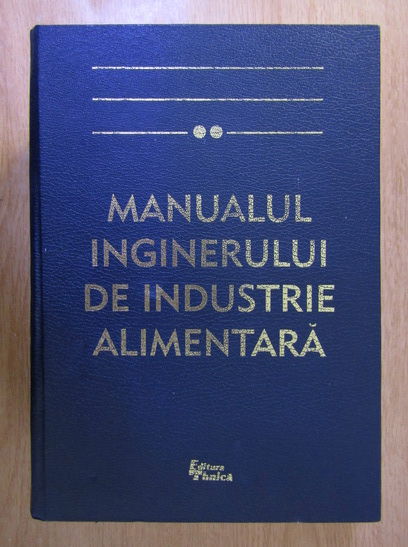 MANUALUL
INGINERULUI
DE INDUSTRIE
ALIMENTARĂ
Editura
Tehnică